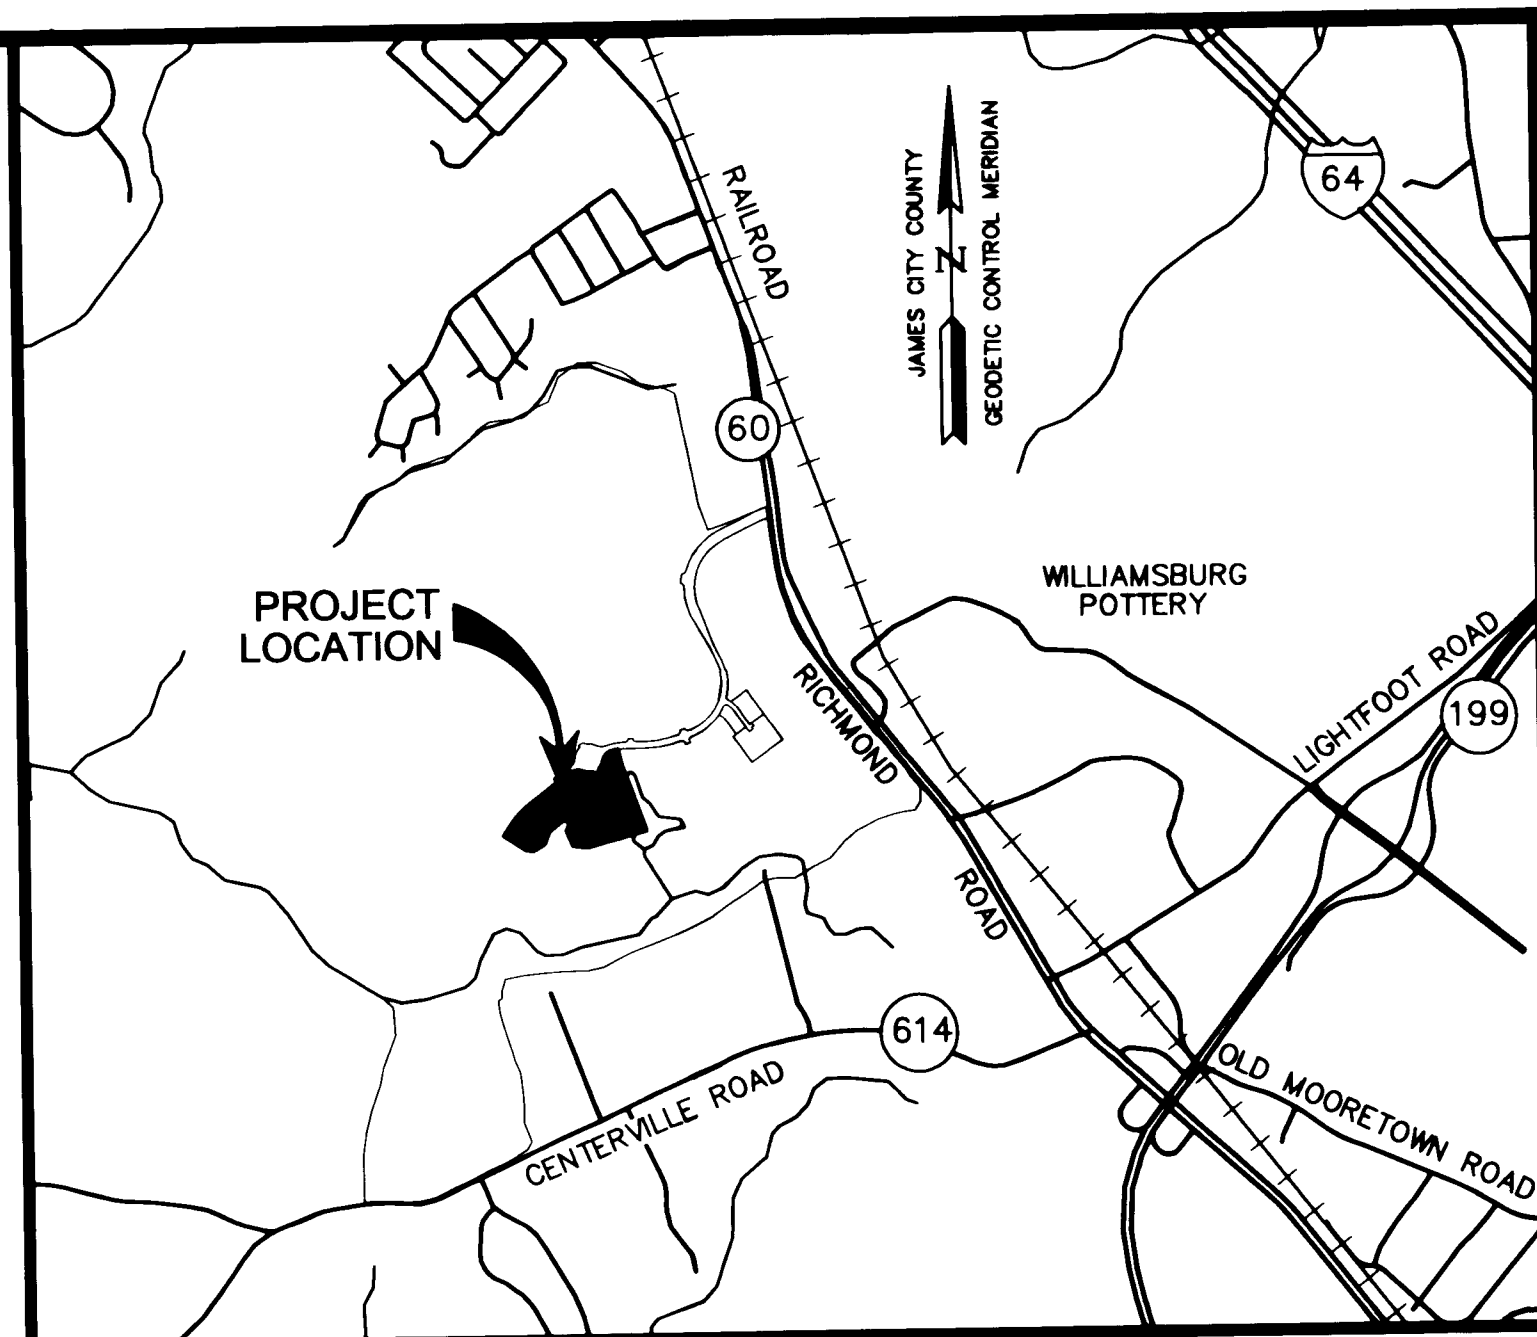 RAILROAD
JAMES CITY COUNTY
N
GEODETIC CONTROL MERIDIAN
64
60
WILLIAMSBURG
POTTERY
PROJECT
LOCATION
RICHMOND
ROAD
LIGHTFOOT ROAD
199
614
OLD MOORETOWN ROAD
CENTERVILLE ROAD